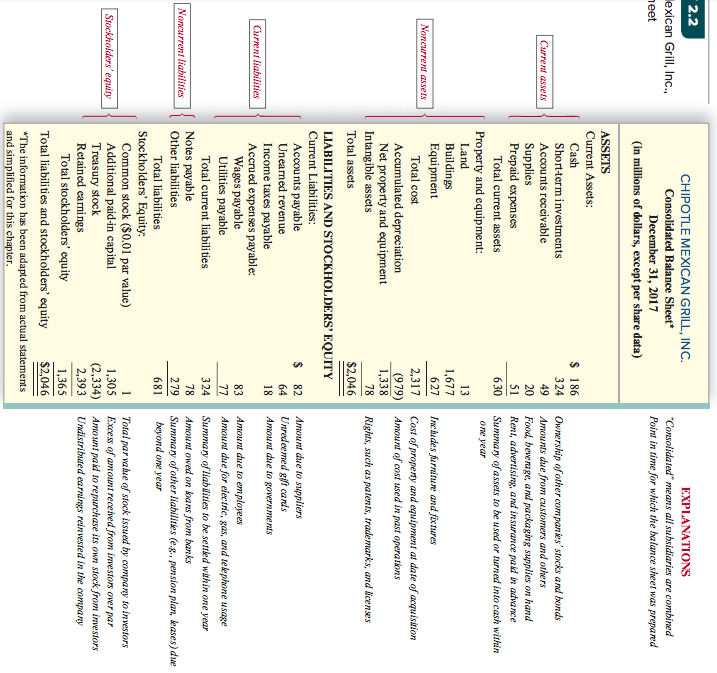 2.2
exican Grill, Inc.,
heet
CHIPOTLE MEXICAN GRILL, INC.
Consolidated Balance Sheet*
December 31, 2017
(in millions of dollars, except per share data)
EXPLANATIONS
"Consolidated" means all subsidiaries are combined
Point in time for which the balance sheet was prepared
ASSETS
Current Assets:
Current assets
Cash $ 186
Short-term investments 324 Ownership of other companies' stocks and bonds
Accounts receivable 49 Amounts due from customers and others
Supplies 20 Food, beverage, and packaging supplies on hand
Prepaid expenses 51 Rent, advertising, and insurance paid in advance
Total current assets 630 Summary of assets to be used or turned into cash within
one year
Noncurrent assets
Property and equipment:
Land 13
Buildings 1,677
Equipment 627 Includes furniture and fixtures
Total cost 2,317 Cost of property and equipment at date of acquisition
Accumulated depreciation (979) Amount of cost used in past operations
Net property and equipment 1,338
Intangible assets 78 Rights, such as patents, trademarks, and licenses
Total assets $2,046
LIABILITIES AND STOCKHOLDERS' EQUITY
Current Liabilities:
Current liabilities
Accounts payable $ 82 Amount due to suppliers
Unearned revenue 64 Unredeemed gift cards
Income taxes payable 18 Amount due to governments
Accrued expenses payable:
Wages payable 83 Amount due to employees
Utilities payable 77 Amount due for electric, gas, and telephone usage
Total current liabilities 324 Summary of liabilities to be settled within one year
Noncurrent liabilities
Notes payable 78 Amount owed on loans from banks
Other liabilities 279 Summary of other liabilities (e.g., pension plan, leases) due
Total liabilities 681 beyond one year
Stockholders' Equity:
Stockholders' equity
Common stock ($0.01 par value) 1 Total par value of stock issued by company to investors
Additional paid-in capital 1,305 Excess of amount received from investors over par
Treasury stock (2,334) Amount paid to repurchase its own stock from investors
Retained earnings 2,393 Undistributed earnings reinvested in the company
Total stockholders' equity 1,365
Total liabilities and stockholders' equity $2,046
*The information has been adapted from actual statements
and simplified for this chapter.